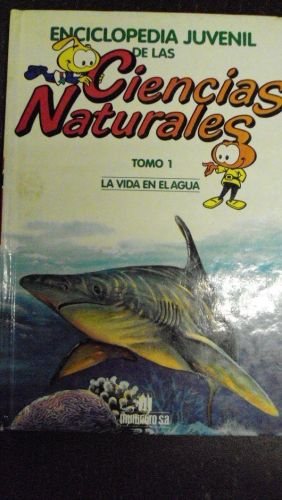 ENCICLOPEDIA JUVENIL
DE LAS
Ciencias
Naturales
TOMO 1
LA VIDA EN EL AGUA